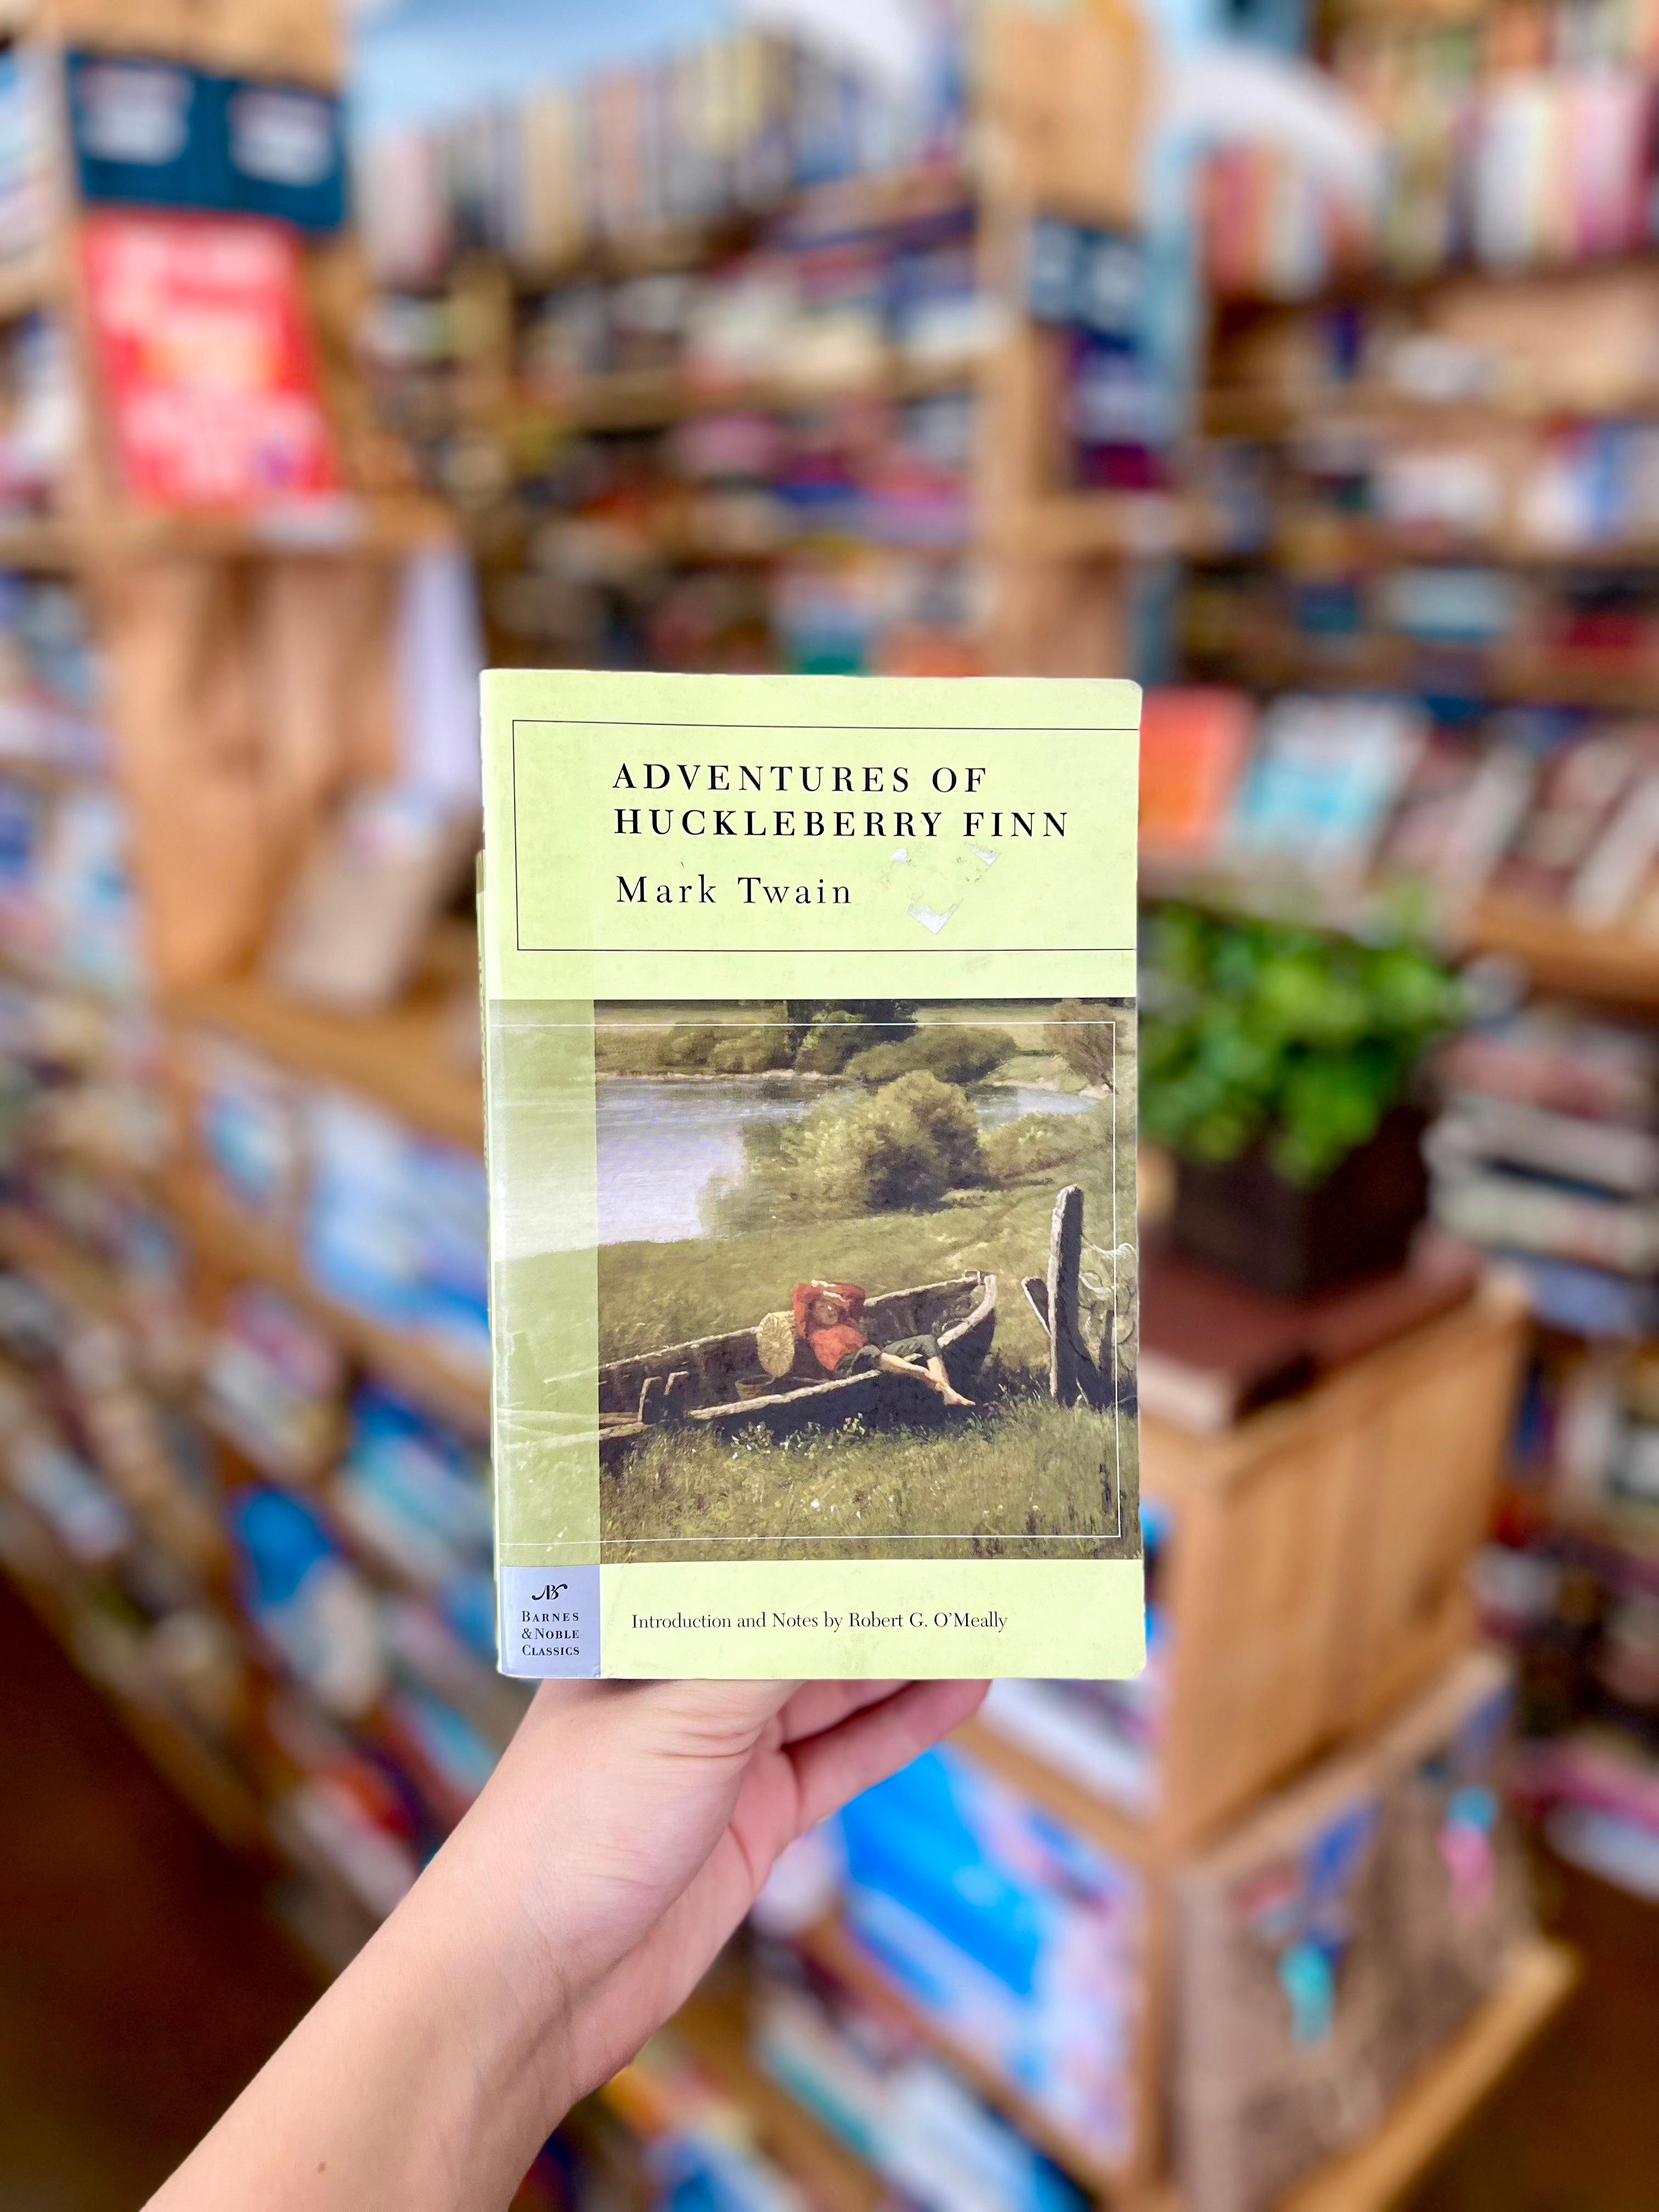 ADVENTURES OF
HUCKLEBERRY FINN
Mark Twain
BARNES
& NOBLE
CLASSICS
Introduction and Notes by Robert G. O'Meally